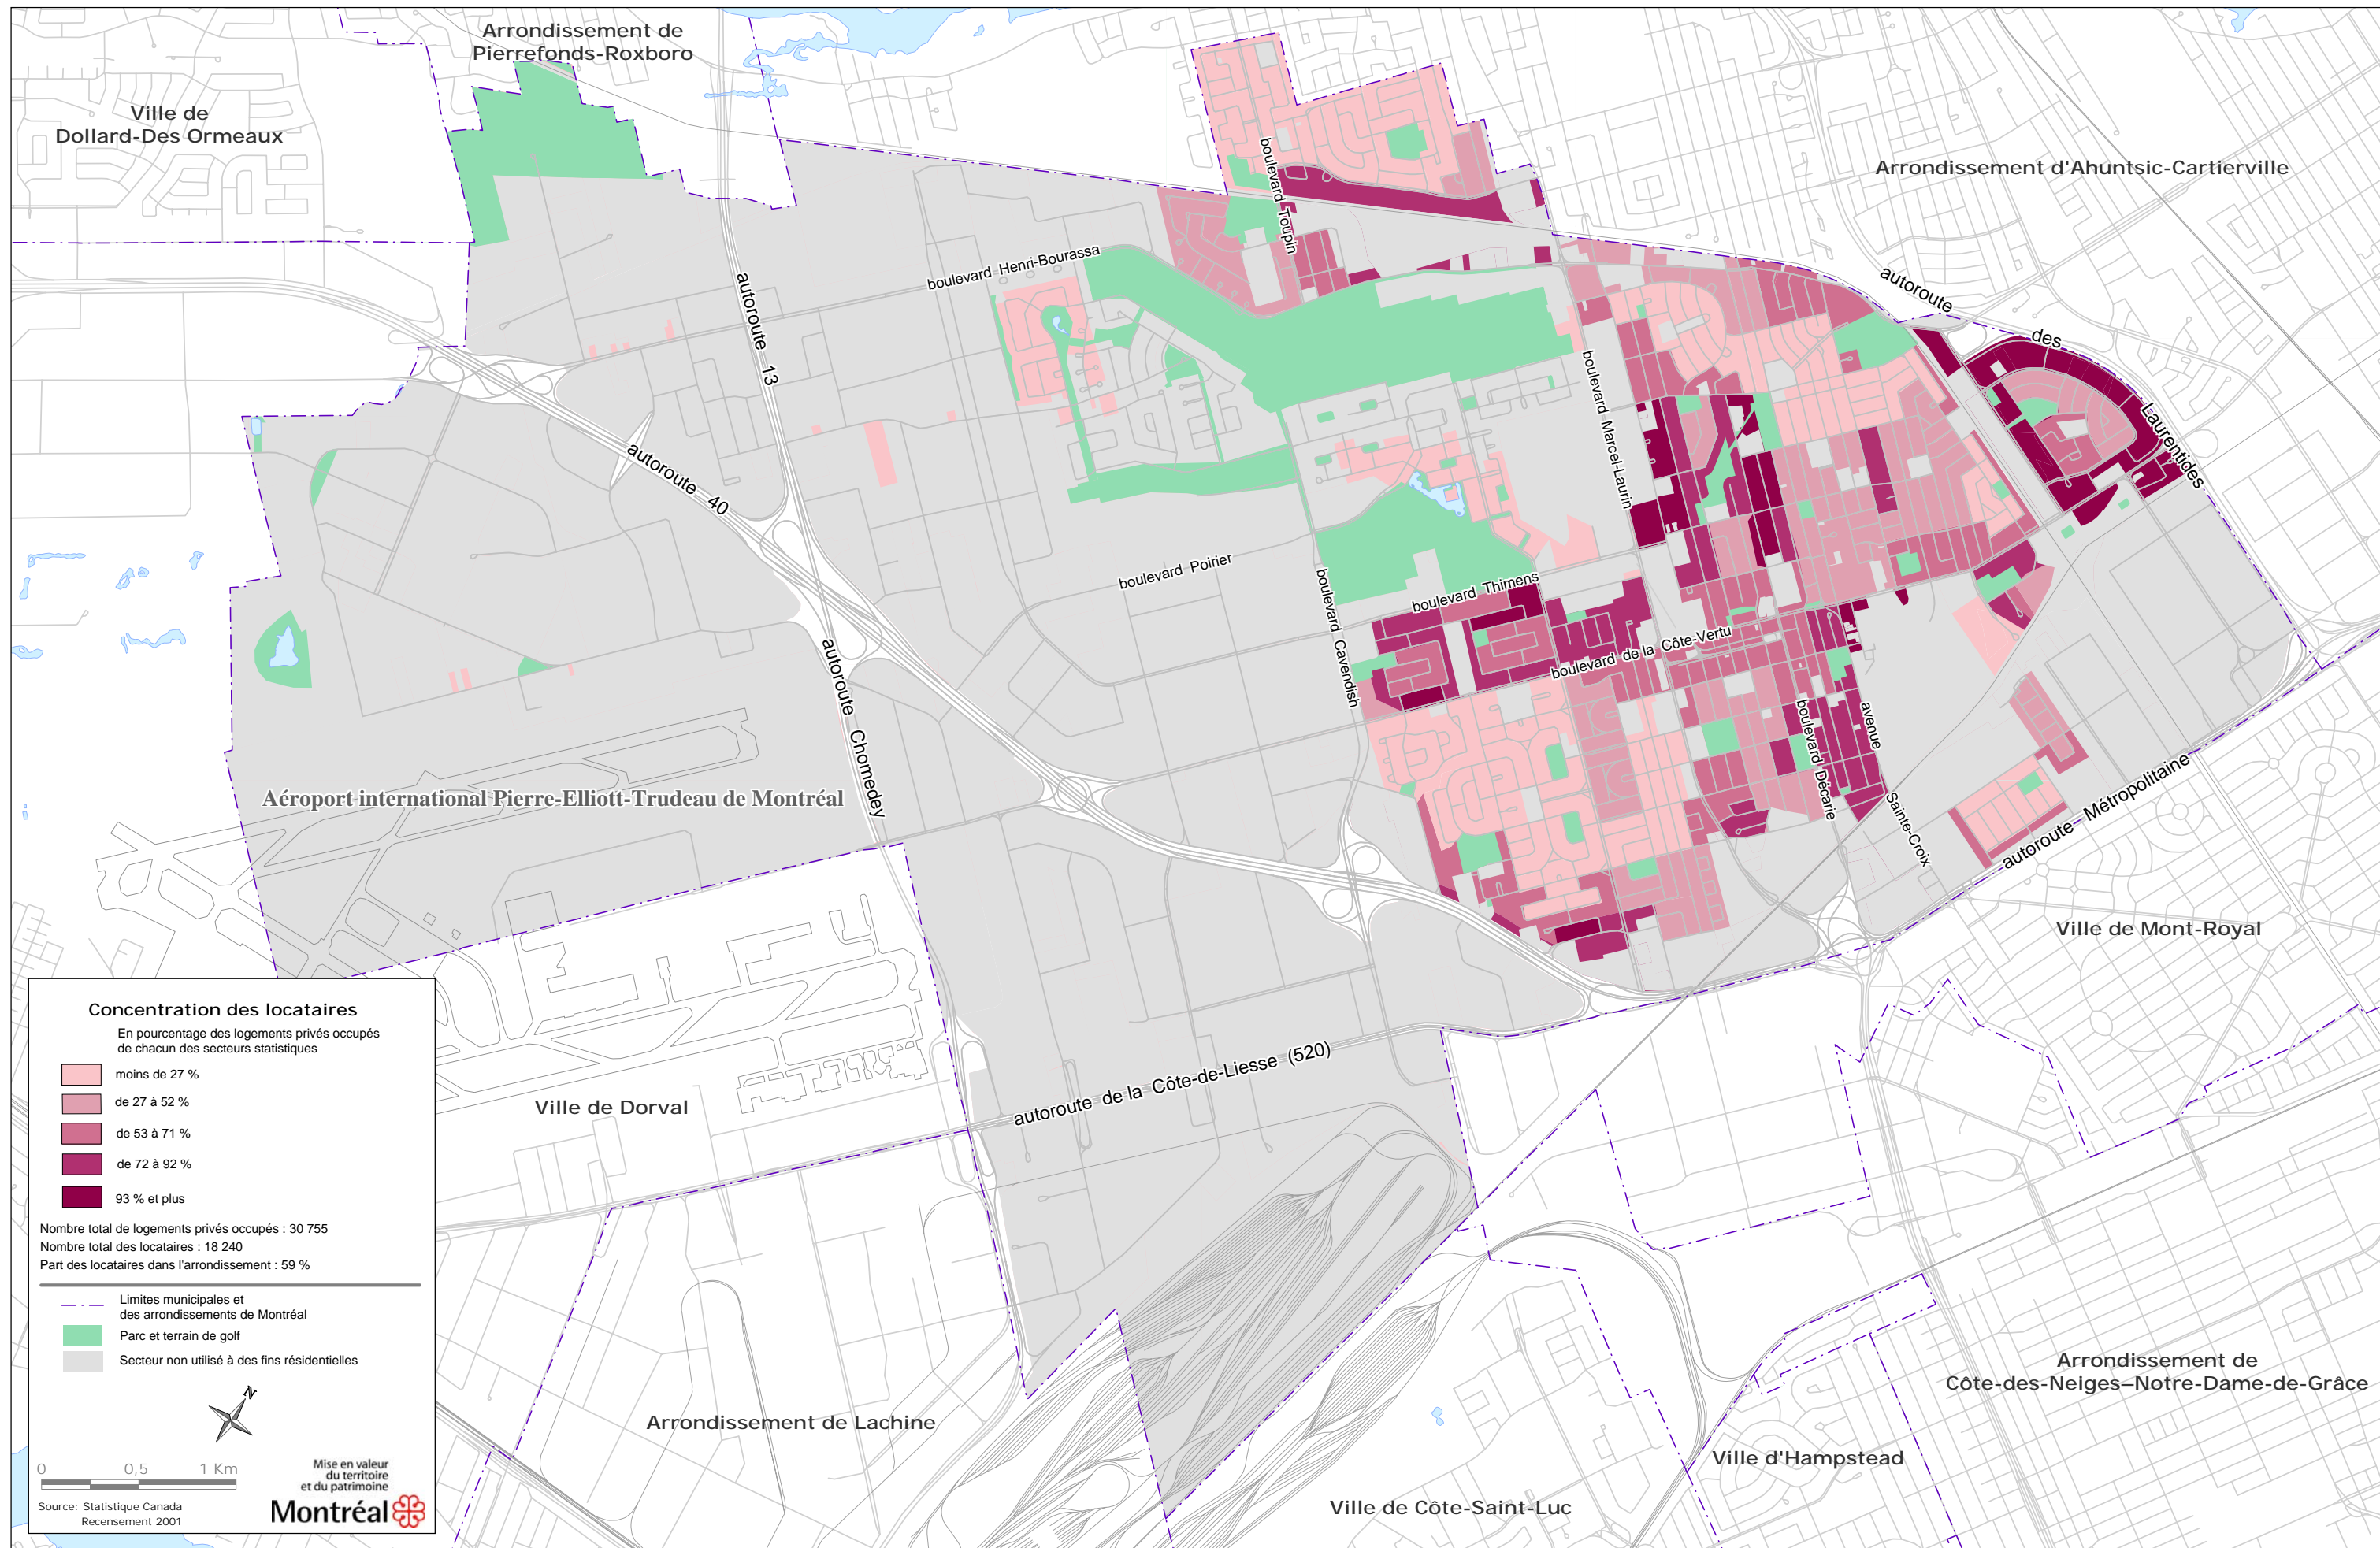 Arrondissement de
Pierrefonds-Roxboro
Ville de
Dollard-Des Ormeaux
Arrondissement d'Ahuntsic-Cartierville
boulevard Toupin
boulevard Henri-Bourassa
autoroute 13
autoroute des Laurentides
boulevard Marcel-Laurin
autoroute 40
boulevard Poirier
boulevard Thimens
boulevard Cavendish
boulevard de la Côte-Vertu
autoroute Chomedey
boulevard Décarie
avenue Sainte-Croix
Aéroport international Pierre-Elliott-Trudeau de Montréal
autoroute Métropolitaine
Ville de Mont-Royal
autoroute de la Côte-de-Liesse (520)
Ville de Dorval
Arrondissement de Lachine
Ville de Côte-Saint-Luc
Ville d'Hampstead
Arrondissement de
Côte-des-Neiges–Notre-Dame-de-Grâce
Concentration des locataires
En pourcentage des logements privés occupés
de chacun des secteurs statistiques
moins de 27 %
de 27 à 52 %
de 53 à 71 %
de 72 à 92 %
93 % et plus
Nombre total de logements privés occupés : 30 755
Nombre total des locataires : 18 240
Part des locataires dans l'arrondissement : 59 %
Limites municipales et
des arrondissements de Montréal
Parc et terrain de golf
Secteur non utilisé à des fins résidentielles
N
0 0,5 1 Km
Source: Statistique Canada
Recensement 2001
Mise en valeur
du territoire
et du patrimoine
Montréal